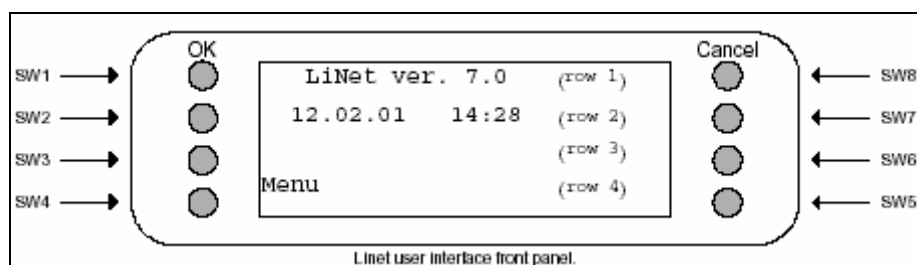 OK Cancel
SW1 LiNet ver. 7.0 (row 1) SW8
SW2 12.02.01 14:28 (row 2) SW7
SW3 (row 3) SW6
SW4 Menu (row 4) SW5
Linet user interface front panel.